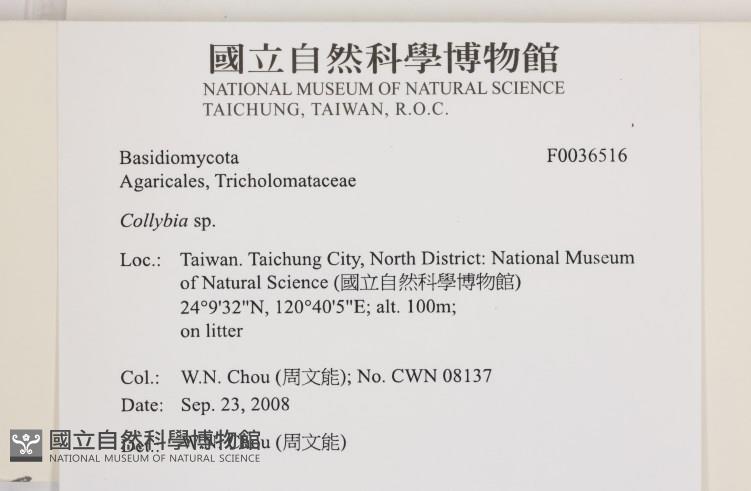 國立自然科學博物館
NATIONAL MUSEUM OF NATURAL SCIENCE
TAICHUNG, TAIWAN, R.O.C.
Basidiomycota F0036516
Agaricales, Tricholomataceae
Collybia sp.
Loc.: Taiwan. Taichung City, North District: National Museum
of Natural Science (國立自然科學博物館)
24°9'32"N, 120°40'5"E; alt. 100m;
on litter
Col.: W.N. Chou (周文能); No. CWN 08137
Date: Sep. 23, 2008
Det.: W.N. Chou (周文能)
國立自然科學博物館
NATIONAL MUSEUM OF NATURAL SCIENCE